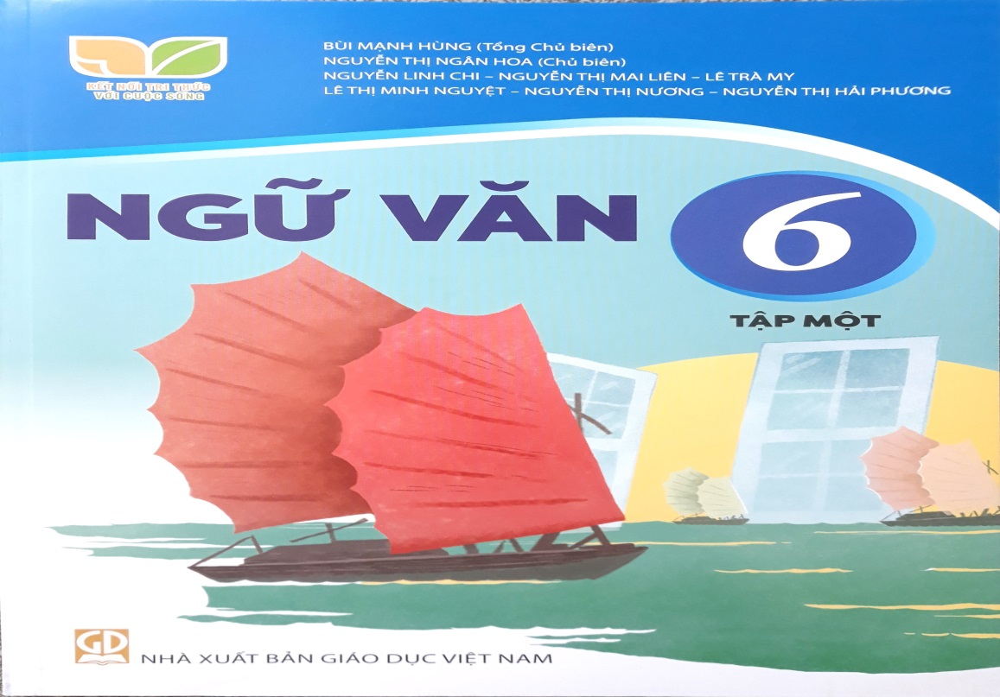 KẾT NỐI TRI THỨC
VỚI CUỘC SỐNG
BÙI MẠNH HÙNG (Tổng Chủ biên)
NGUYỄN THỊ NGÂN HOA (Chủ biên)
NGUYỄN LINH CHI – NGUYỄN THỊ MAI LIÊN – LÊ TRÀ MY
LÊ THỊ MINH NGUYỆT – NGUYỄN THỊ NƯƠNG – NGUYỄN THỊ HẢI PHƯƠNG
NGỮ VĂN 6
TẬP MỘT
GD
NHÀ XUẤT BẢN GIÁO DỤC VIỆT NAM